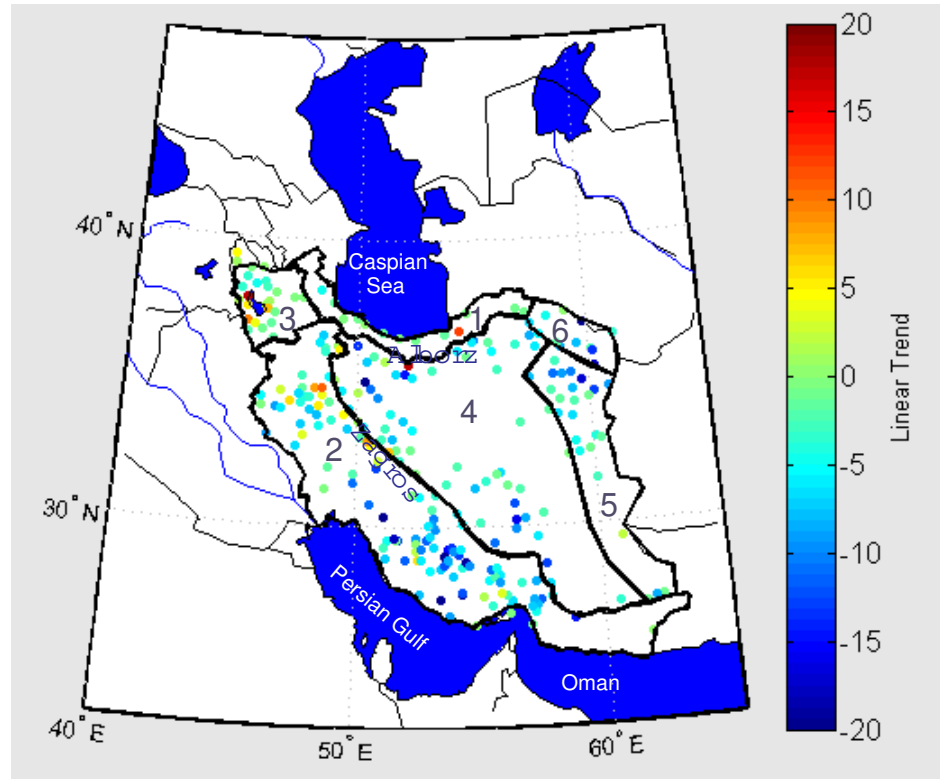 20
15
10
5
0
-5
-10
-15
-20
Linear Trend
40°N
30°N
40°E
50°E
60°E
Caspian
Sea
1
6
3
Alborz
4
2
Zagros
5
Persian Gulf
Oman